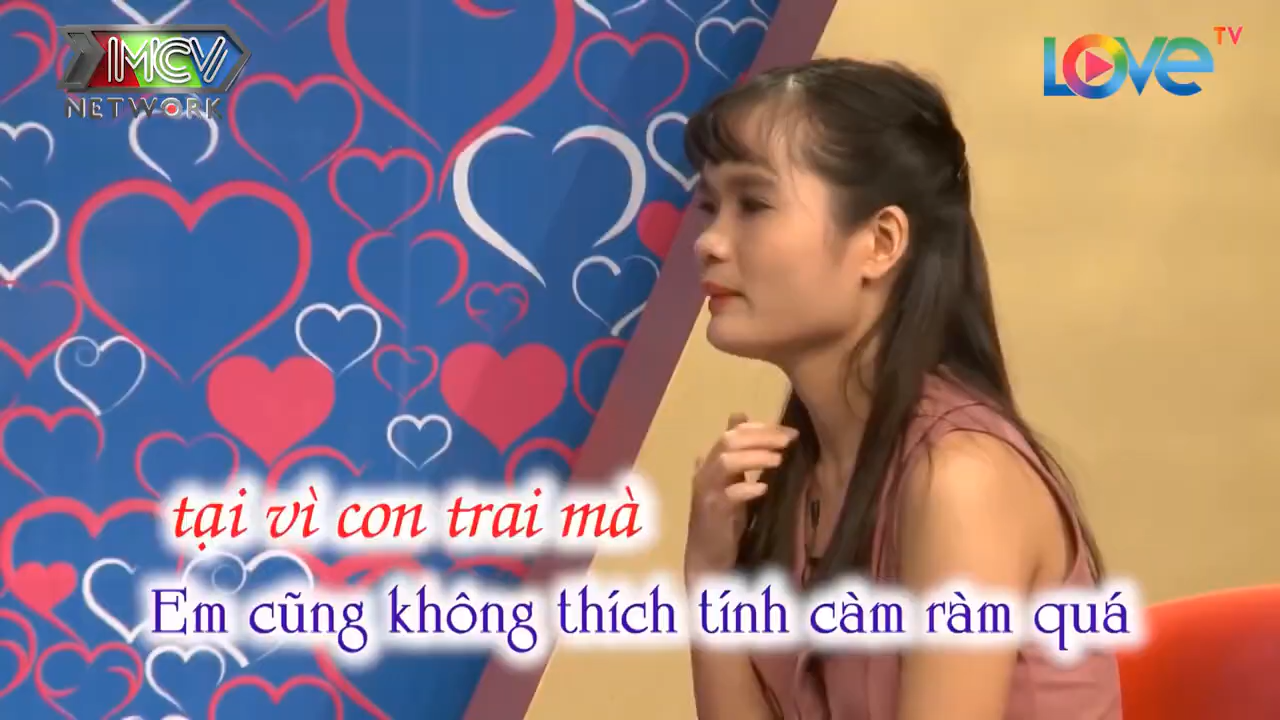 MCV
NETWORK
LOVE TV
tại vì con trai mà
Em cũng không thích tính càm ràm quá